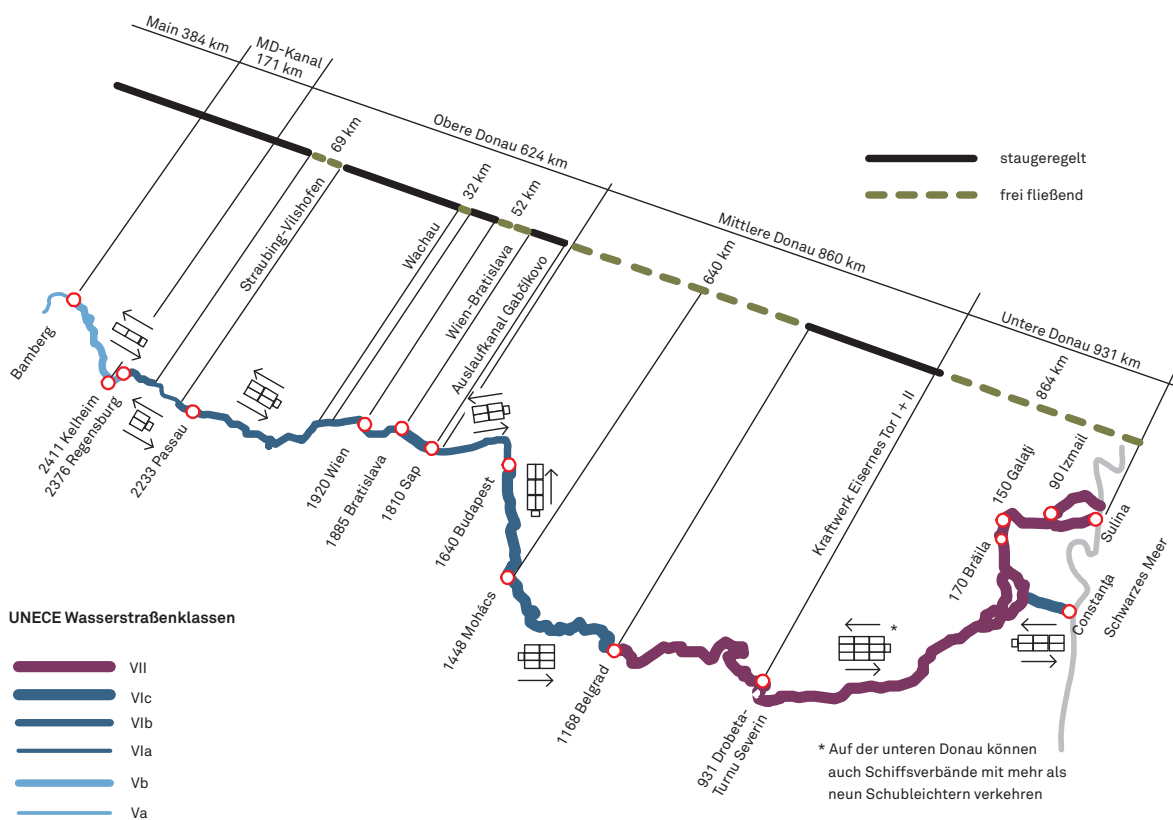 Main 384 km
MD-Kanal
171 km
Obere Donau 624 km
Mittlere Donau 860 km
Untere Donau 931 km
69 km
32 km
52 km
640 km
864 km
staugeregelt
frei fließend
Straubing-Vilshofen
Wachau
Wien-Bratislava
Auslaufkanal Gabčíkovo
Kraftwerk Eisernes Tor I + II
Bamberg
2411 Kelheim
2376 Regensburg
2233 Passau
1920 Wien
1885 Bratislava
1810 Sap
1640 Budapest
1448 Mohács
1168 Belgrad
931 Drobeta-
Turnu Severin
170 Brăila
150 Galaţi
90 Izmail
Sulina
Constanţa
Schwarzes Meer
*
UNECE Wasserstraßenklassen
VII
VIc
VIb
VIa
Vb
Va
* Auf der unteren Donau können
auch Schiffsverbände mit mehr als
neun Schubleichtern verkehren